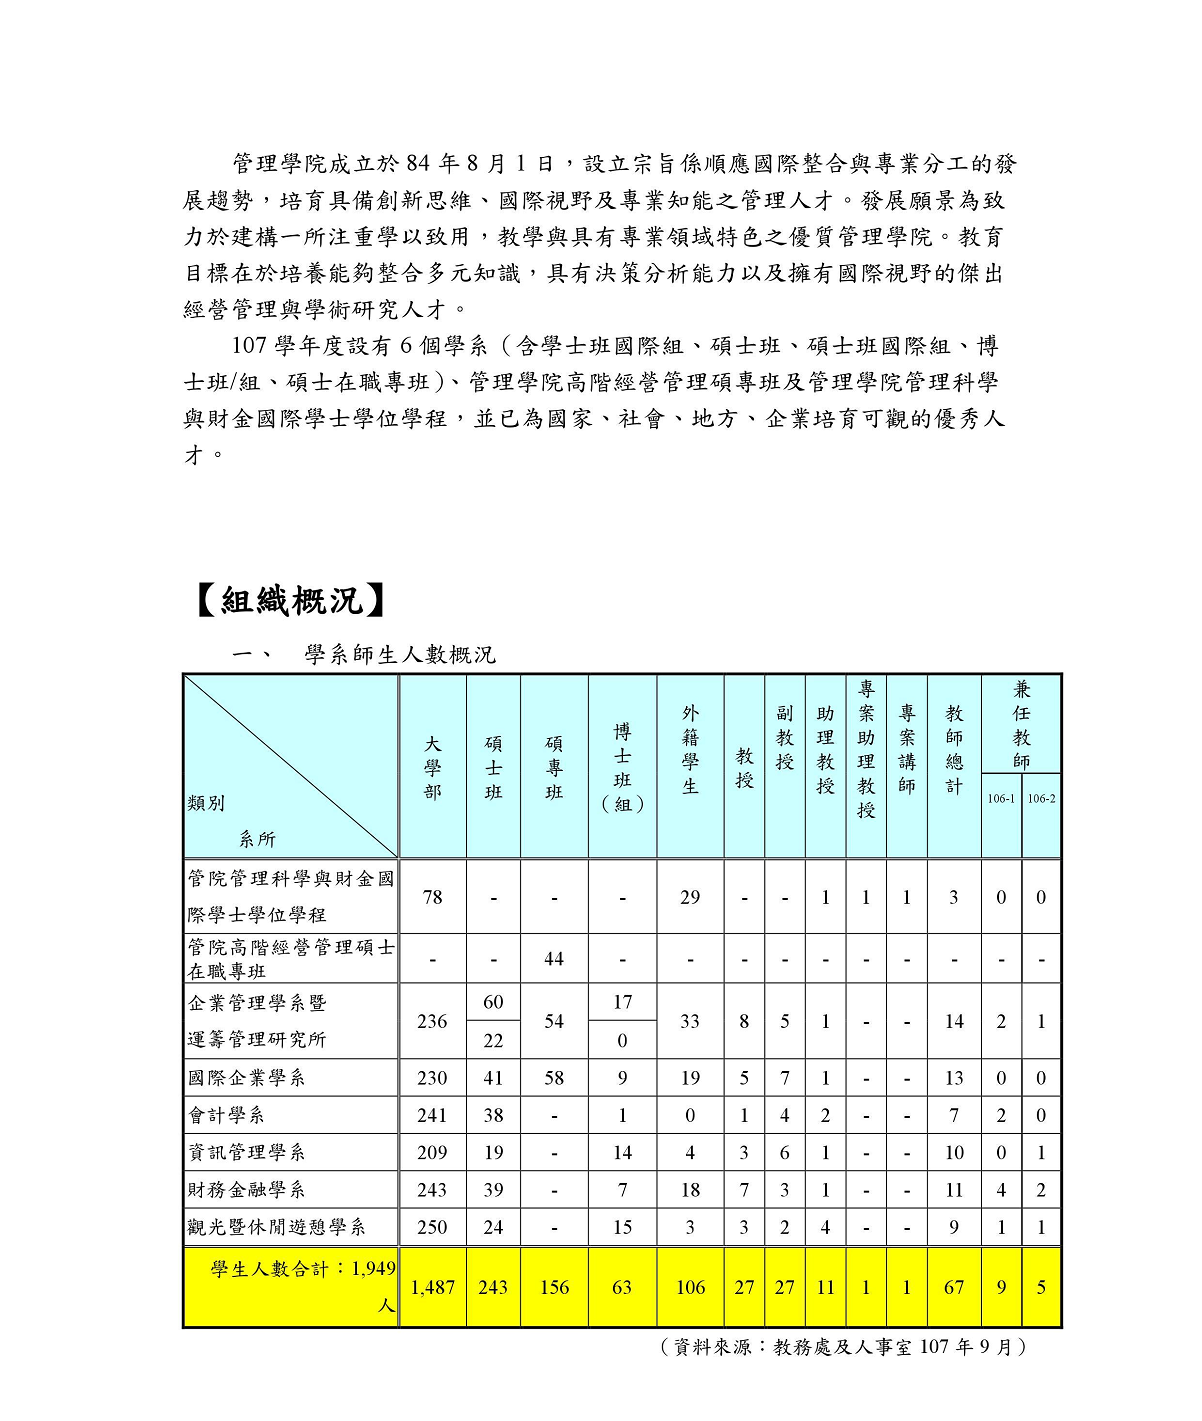 管理學院成立於 84 年 8 月 1 日，設立宗旨係順應國際整合與專業分工的發
展趨勢，培育具備創新思維、國際視野及專業知能之管理人才。發展願景為致
力於建構一所注重學以致用，教學與具有專業領域特色之優質管理學院。教育
目標在於培養能夠整合多元知識，具有決策分析能力以及擁有國際視野的傑出
經營管理與學術研究人才。
107 學年度設有 6 個學系（含學士班國際組、碩士班、碩士班國際組、博
士班/組、碩士在職專班）、管理學院高階經營管理碩專班及管理學院管理科學
與財金國際學士學位學程，並已為國家、社會、地方、企業培育可觀的優秀人
才。
【組織概況】
一、 學系師生人數概況
類別
系所
大學部
碩士班
碩專班
博士班（組）
外籍學生
教授
副教授
助理教授
專案助理教授
專案講師
教師總計
兼任教師
106-1 106-2
管院管理科學與財金國
際學士學位學程
78 - - - 29 - - 1 1 1 3 0 0
管院高階經營管理碩士
在職專班
- - 44 - - - - - - - - - -
企業管理學系暨
運籌管理研究所
236 60 22 54 17 0 33 8 5 1 - - 14 2 1
國際企業學系 230 41 58 9 19 5 7 1 - - 13 0 0
會計學系 241 38 - 1 0 1 4 2 - - 7 2 0
資訊管理學系 209 19 - 14 4 3 6 1 - - 10 0 1
財務金融學系 243 39 - 7 18 7 3 1 - - 11 4 2
觀光暨休閒遊憩學系 250 24 - 15 3 3 2 4 - - 9 1 1
學生人數合計：1,949
人
1,487 243 156 63 106 27 27 11 1 1 67 9 5
（資料來源：教務處及人事室 107 年 9 月）